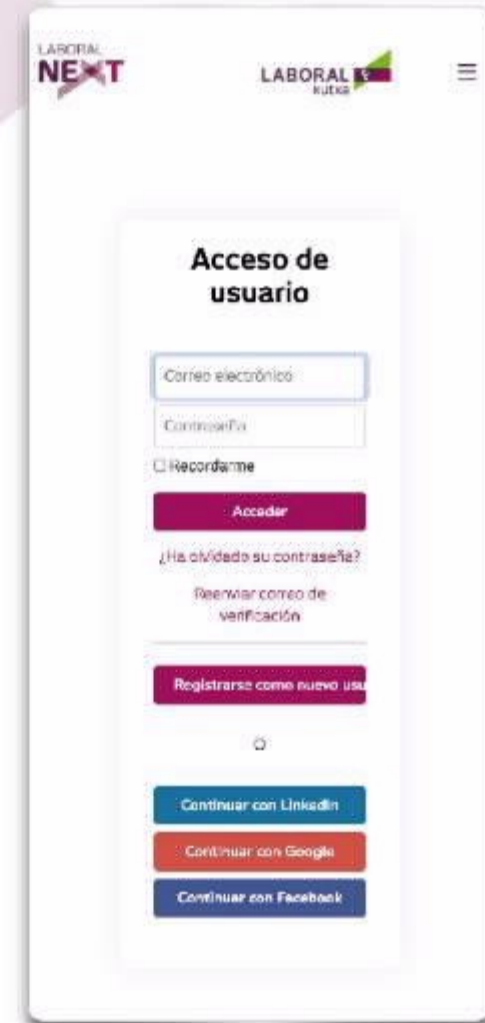 LABORAL
NEXT
LABORAL
kutxa
Acceso de
usuario
Correo electrónico
Contraseña
Recordarme
Acceder
¿Ha olvidado su contraseña?
Reenviar correo de
verificación
Registrarse como nuevo usu
O
Continuar con LinkedIn
Continuar con Google
Continuar con Facebook